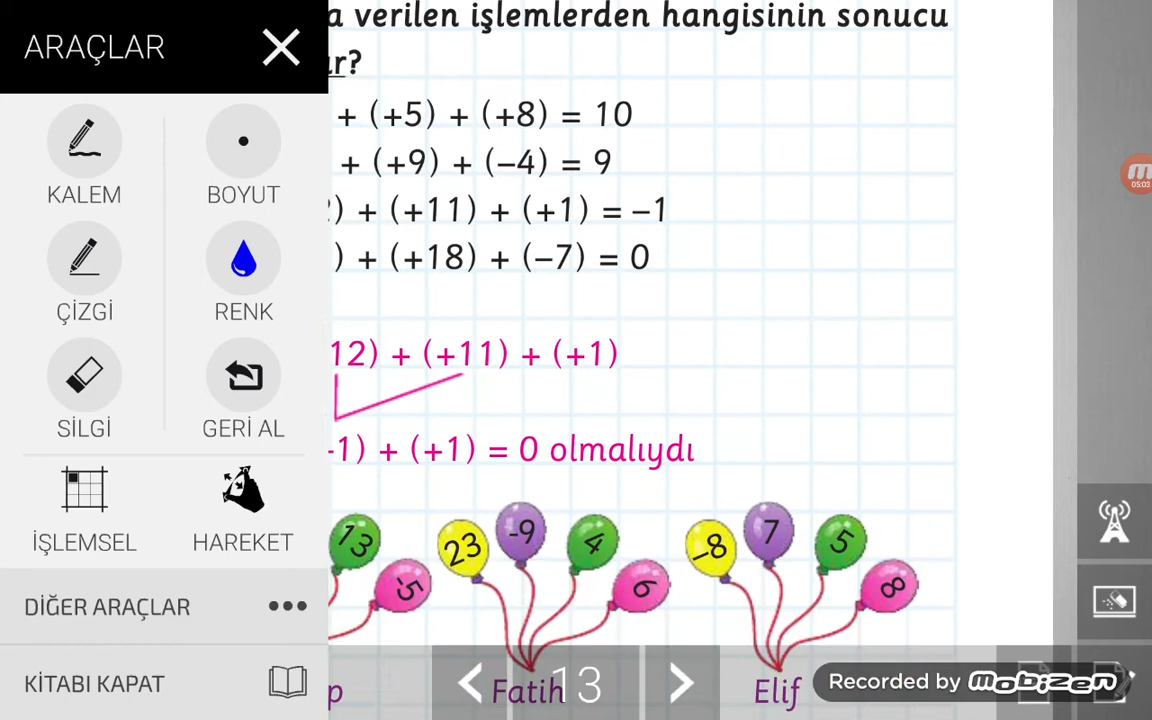 ARAÇLAR
KALEM
BOYUT
ÇİZGİ
RENK
SİLGİ
GERİ AL
İŞLEMSEL
HAREKET
DİĞER ARAÇLAR
KİTABI KAPAT
a verilen işlemlerden hangisinin sonucu
ır?
+ (+5) + (+8) = 10
+ (+9) + (–4) = 9
2) + (+11) + (+1) = –1
) + (+18) + (–7) = 0
12) + (+11) + (+1)
-1) + (+1) = 0 olmalıydı
13 -5
23 -9 4 6
–8 7 5 8
p Fatih Elif
13
05:03
Recorded by mobizen